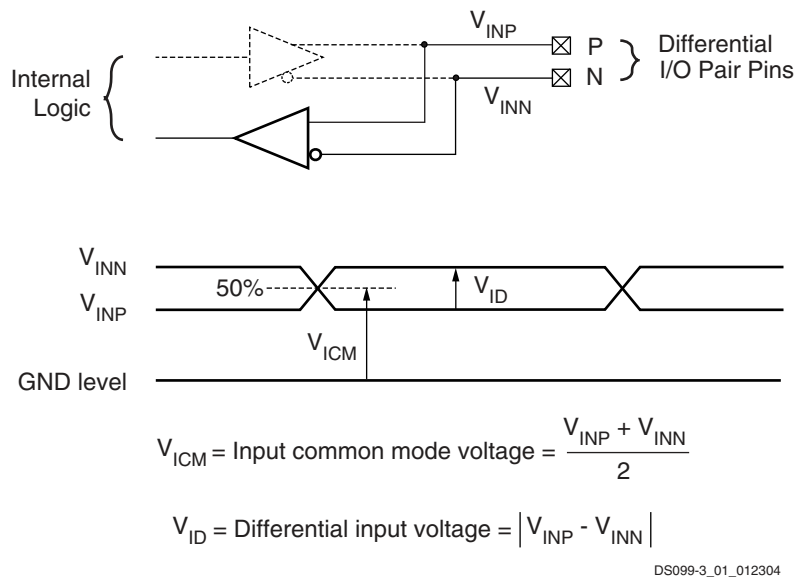 V_INP
P
Differential
I/O Pair Pins
N
Internal
Logic
V_INN
V_INN
50%
V_ID
V_INP
V_ICM
GND level
V_ICM = Input common mode voltage = (V_INP + V_INN) / 2
V_ID = Differential input voltage = |V_INP - V_INN|
DS099-3_01_012304